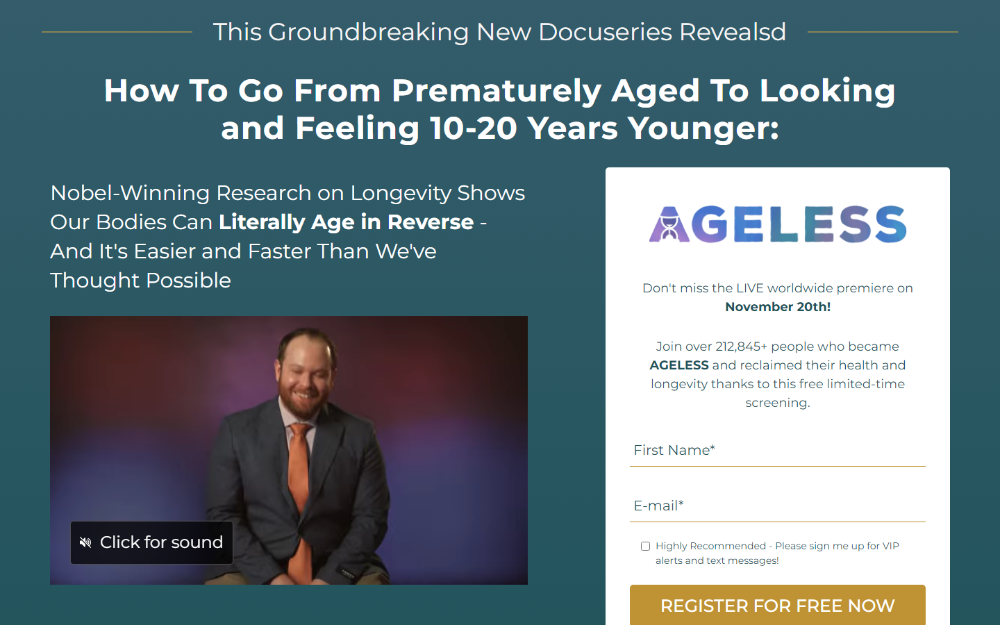 This Groundbreaking New Docuseries Revealsd
How To Go From Prematurely Aged To Looking
and Feeling 10-20 Years Younger:
Nobel-Winning Research on Longevity Shows
Our Bodies Can Literally Age in Reverse -
And It's Easier and Faster Than We've
Thought Possible
Click for sound
AGELESS
Don't miss the LIVE worldwide premiere on
November 20th!
Join over 212,845+ people who became
AGELESS and reclaimed their health and
longevity thanks to this free limited-time
screening.
First Name*
E-mail*
Highly Recommended - Please sign me up for VIP
alerts and text messages!
REGISTER FOR FREE NOW